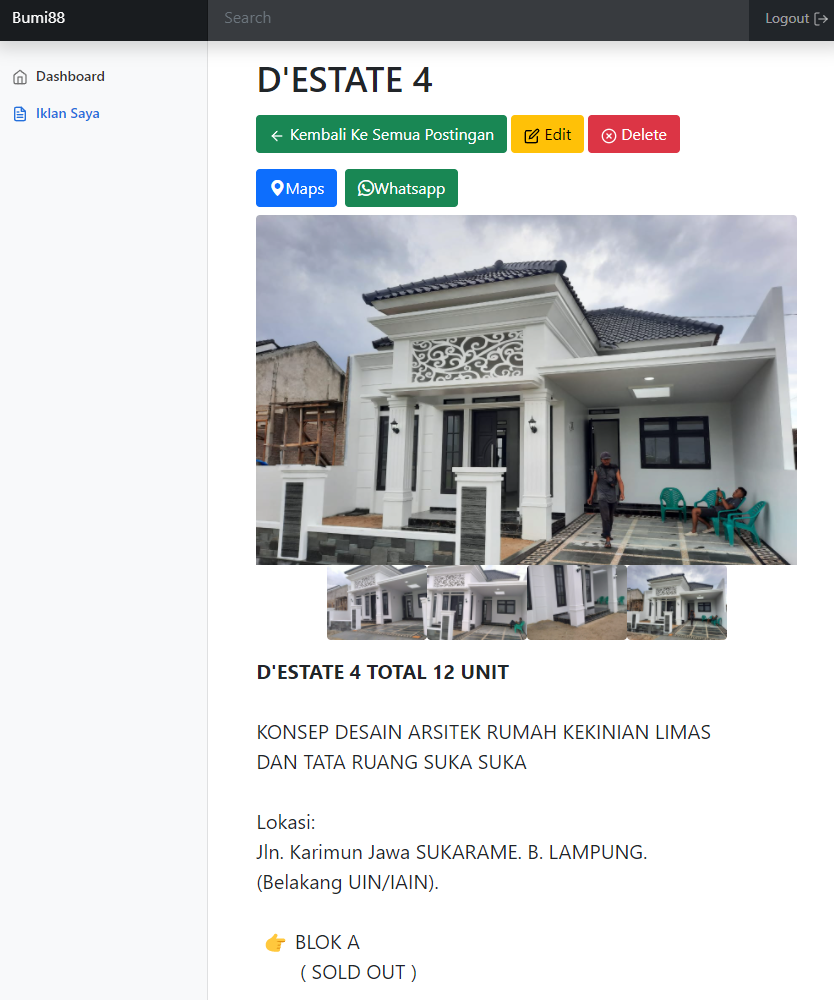 Bumi88
Search
Logout
Dashboard
Iklan Saya
D'ESTATE 4
Kembali Ke Semua Postingan
Edit
Delete
Maps
Whatsapp
D'ESTATE 4 TOTAL 12 UNIT
KONSEP DESAIN ARSITEK RUMAH KEKINIAN LIMAS
DAN TATA RUANG SUKA SUKA
Lokasi:
Jln. Karimun Jawa SUKARAME. B. LAMPUNG.
(Belakang UIN/IAIN).
👉 BLOK A
( SOLD OUT )